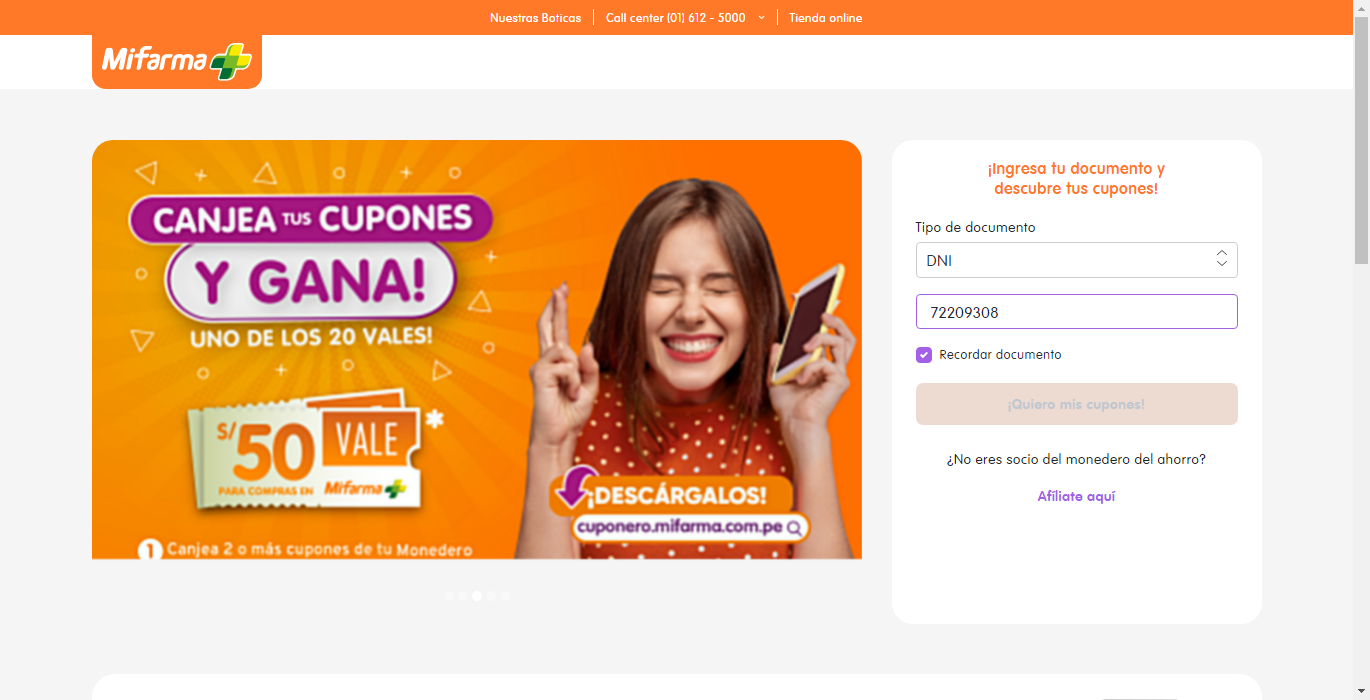 Nuestras Boticas
Call center (01) 612 - 5000
Tienda online
Mifarma
CANJEA TUS CUPONES
Y GANA!
UNO DE LOS 20 VALES!
S/50
VALE
*
PARA COMPRAS EN Mifarma
¡DESCÁRGALOS!
cuponero.mifarma.com.pe
1 Canjea 2 o más cupones de tu Monedero
¡Ingresa tu documento y
descubre tus cupones!
Tipo de documento
DNI
72209308
Recordar documento
¡Quiero mis cupones!
¿No eres socio del monedero del ahorro?
Afíliate aquí